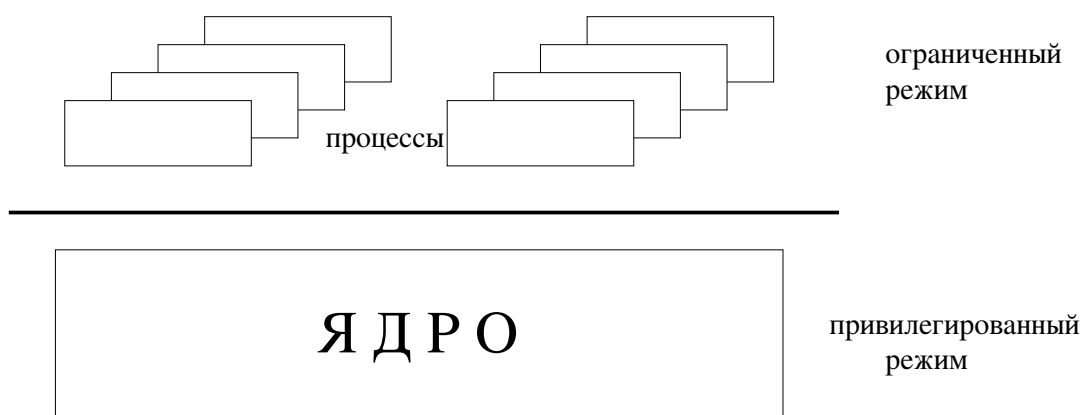 ограниченный
режим
процессы
ЯДРО
привилегированный
режим